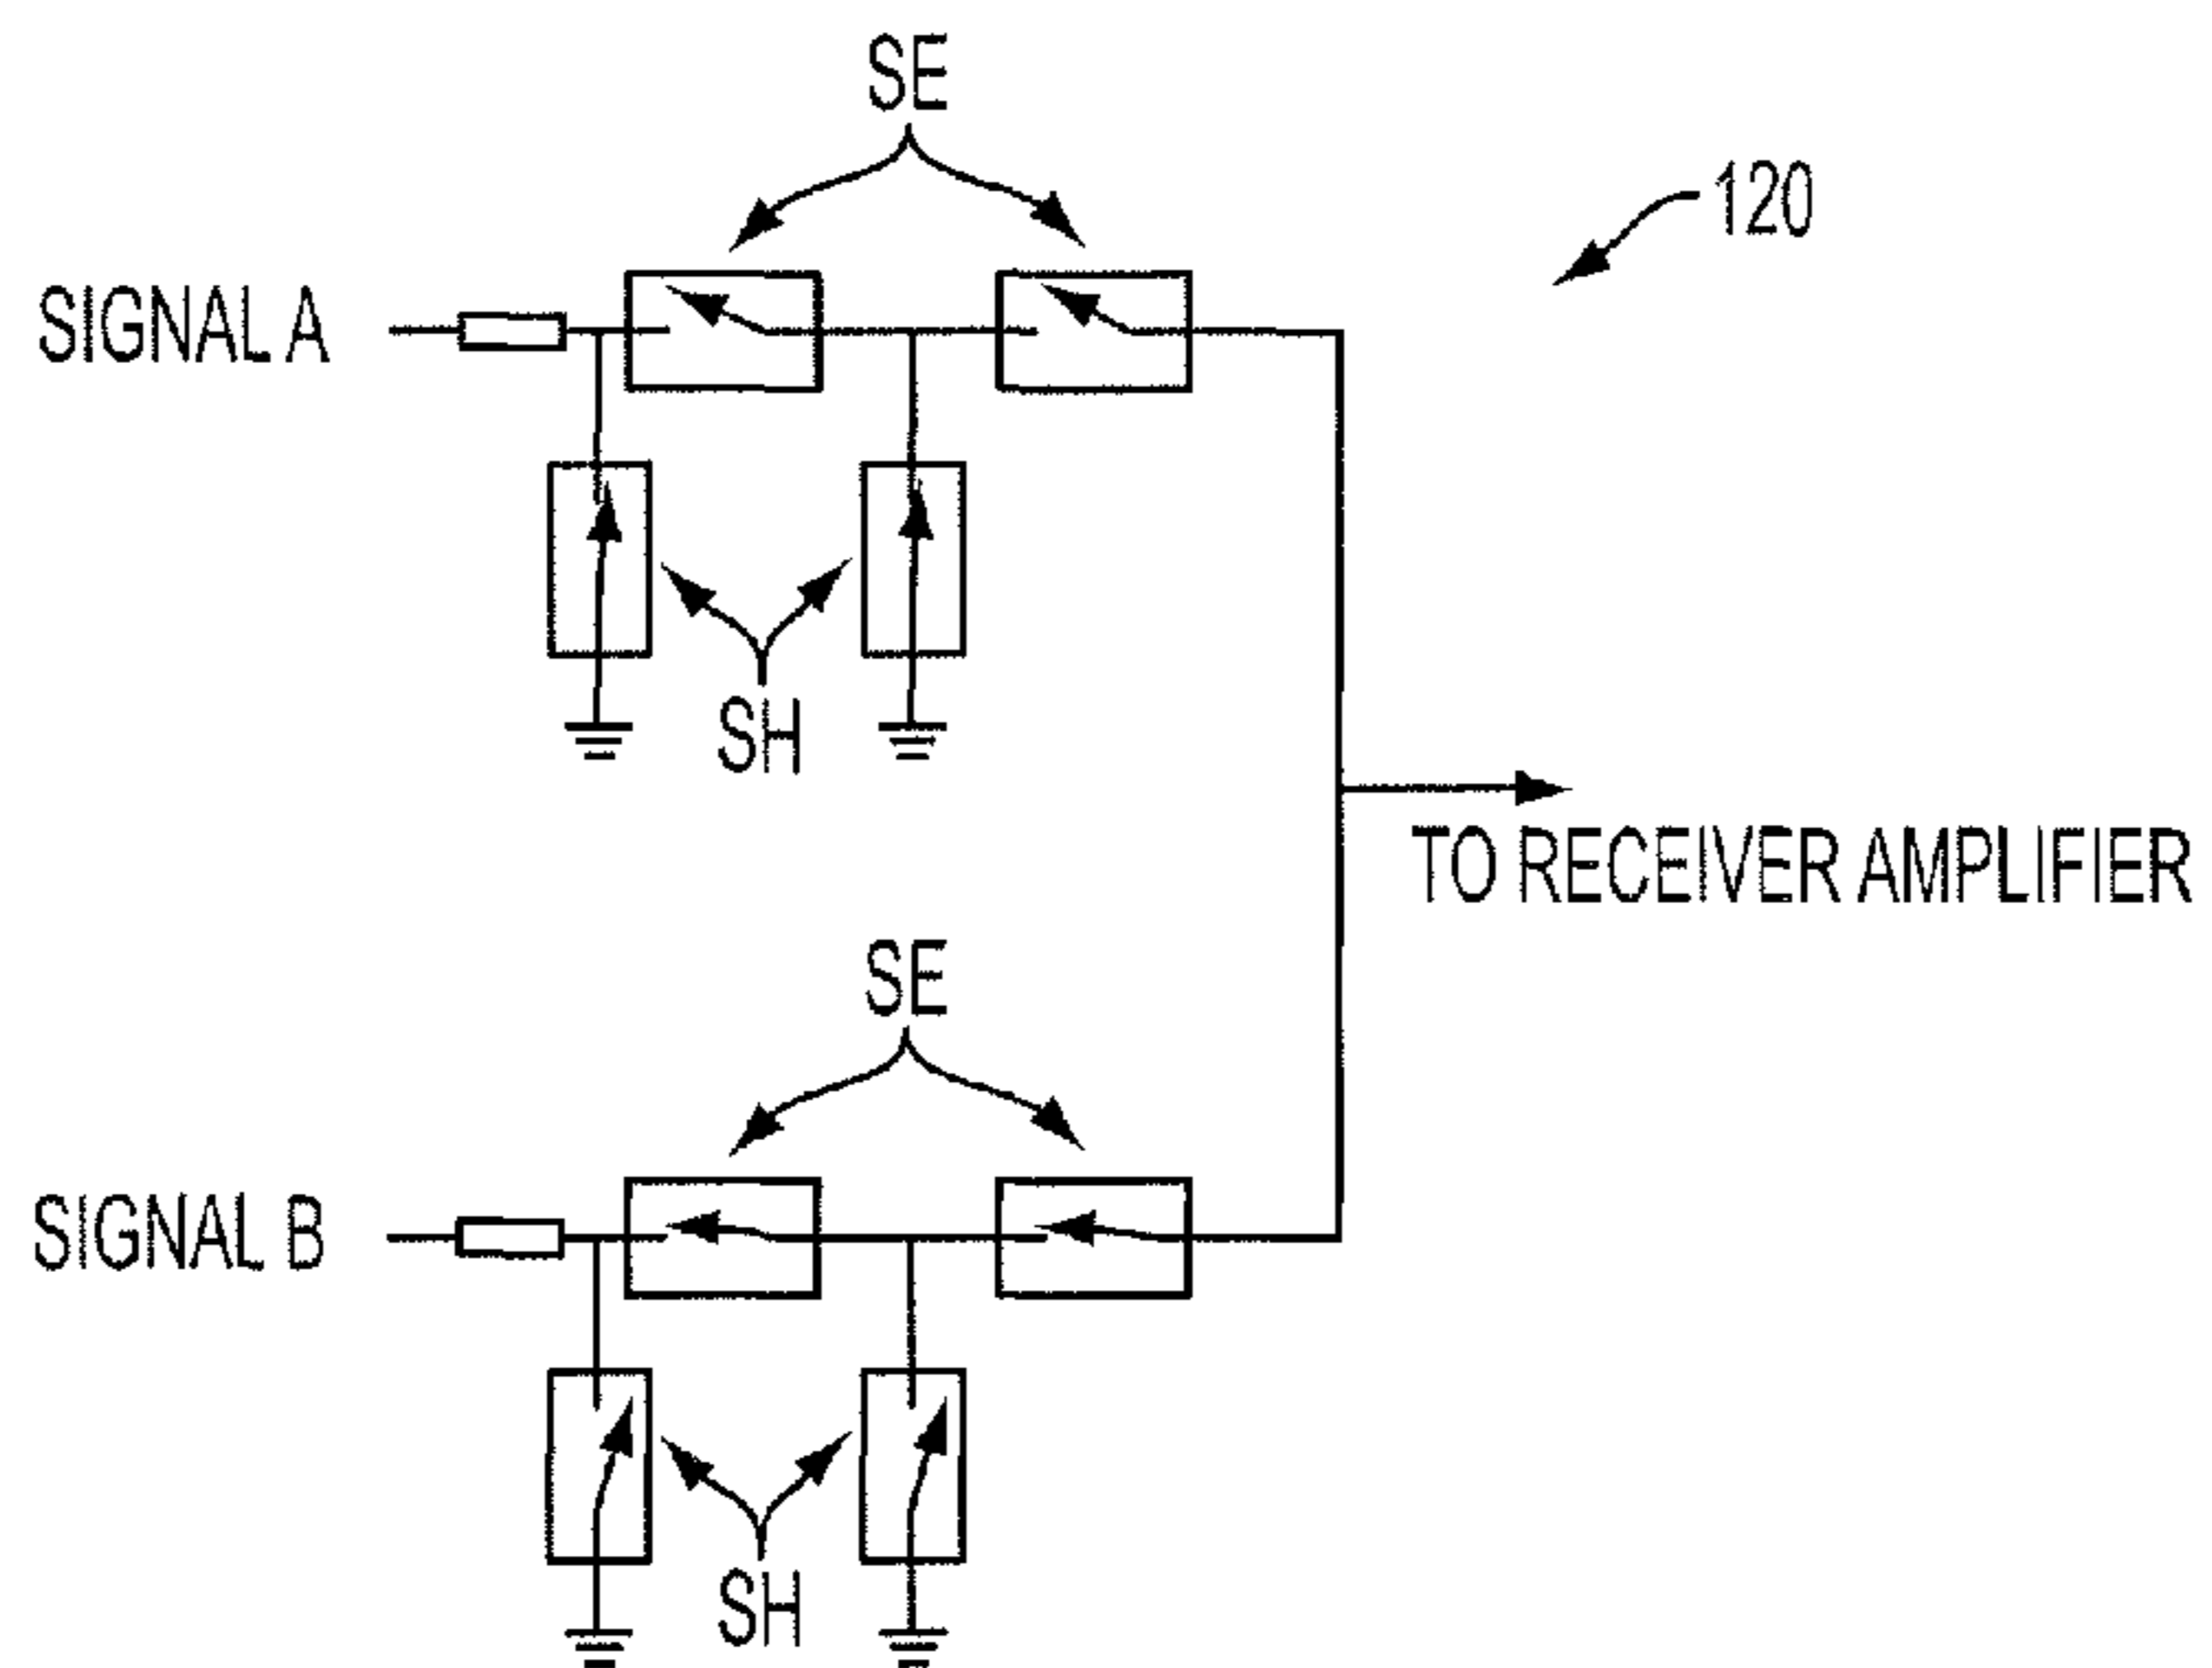 SE
120
SIGNAL A
SH
TO RECEIVER AMPLIFIER
SE
SIGNAL B
SH